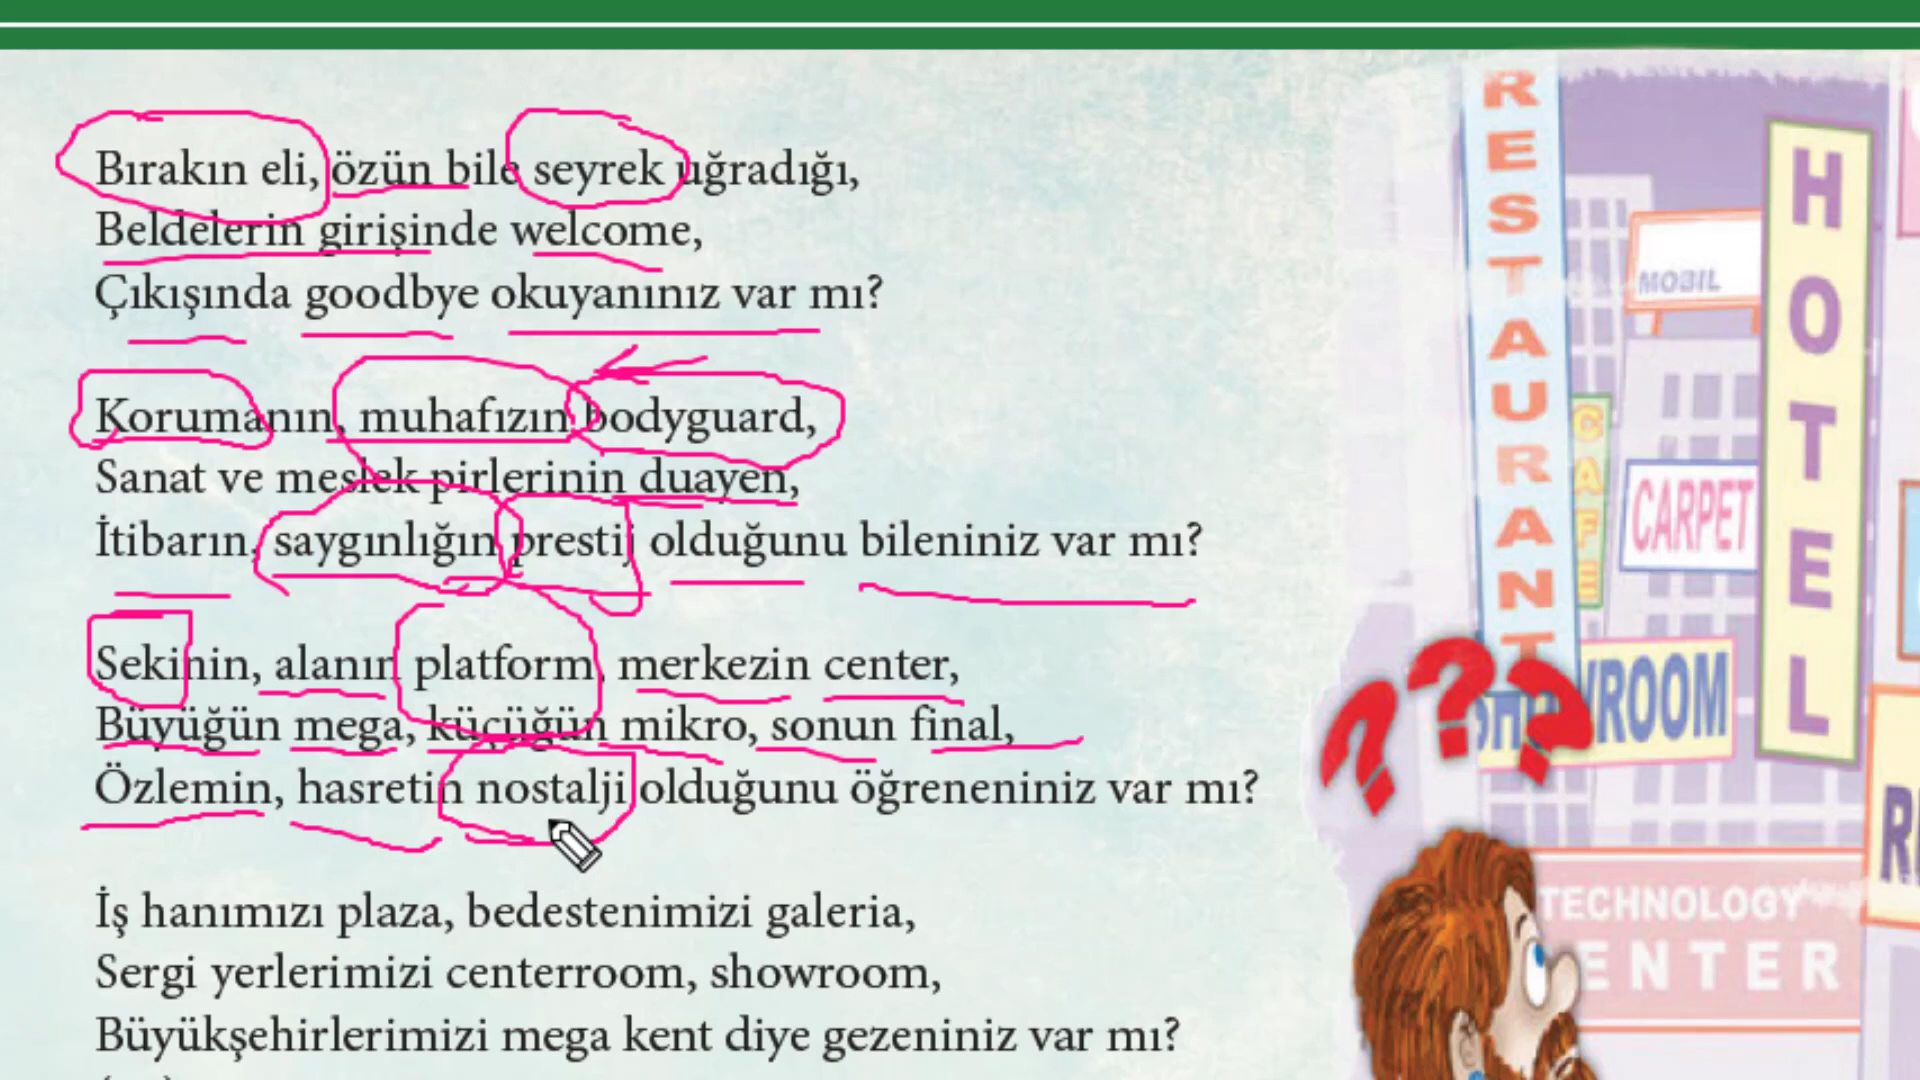 Bırakın eli, özün bile seyrek uğradığı,
Beldelerin girişinde welcome,
Çıkışında goodbye okuyanınız var mı?
Korumanın, muhafızın bodyguard,
Sanat ve meslek pirlerinin duayen,
İtibarın, saygınlığın prestij olduğunu bileniniz var mı?
Sekinin, alanın platform, merkezin center,
Büyüğün mega, küçüğün mikro, sonun final,
Özlemin, hasretin nostalji olduğunu öğreneniniz var mı?
İş hanımızı plaza, bedestenimizi galeria,
Sergi yerlerimizi centerroom, showroom,
Büyükşehirlerimizi mega kent diye gezeniniz var mı?
RESTAURANT
MOBIL
HOTEL
CAFE
CARPET
SHOWROOM
???
TECHNOLOGY
ENTER